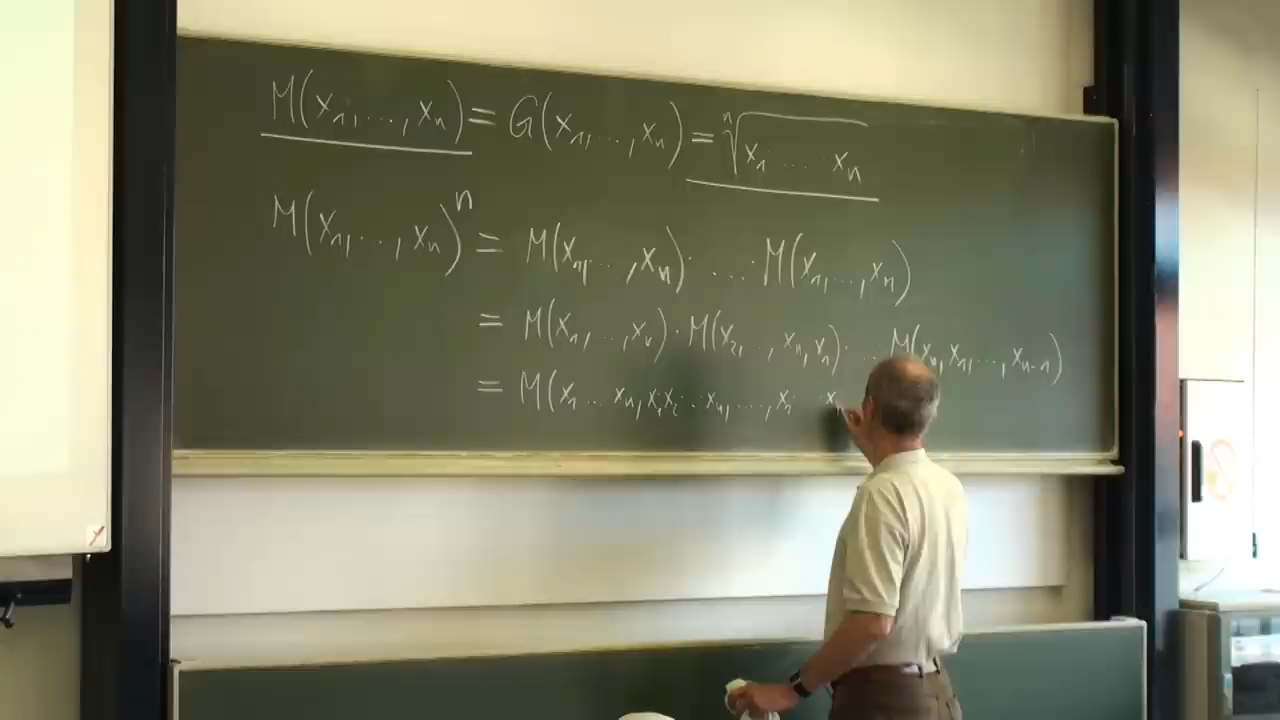 M(x₁,...,xₙ) = G(x₁,...,xₙ) = ⁿ√(x₁ ... xₙ)
M(x₁,...,xₙ)ⁿ = M(x₁,...,xₙ) · ... · M(x₁,...,xₙ)
= M(x₁,...,xₙ) · M(x₂,...,xₙ,x₁) · ... M(xₙ,x₁,...,xₙ₋₁)
= M(x₁ ... xₙ, x₁x₂ ... xₙ, ..., x₁ ... xₙ